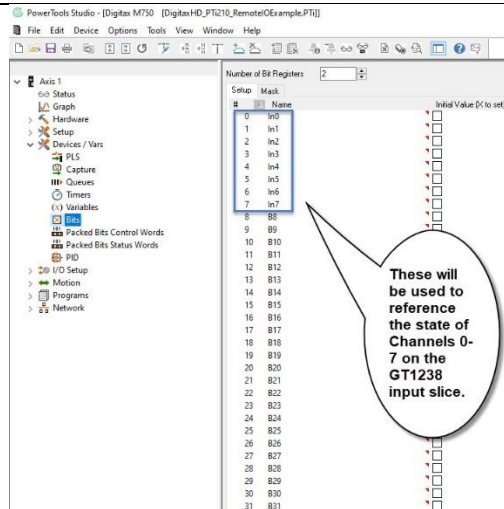 PowerTools Studio - [Digitax M750 [DigitaxHD_PTi210_RemoteIOExample.PTi]]
File Edit Device Options Tools View Window Help
Number of Bit Registers 2
Setup Mask
# Name Initial Value (X to set)
Axis 1
Status
Graph
Hardware
Setup
Devices / Vars
PLS
Capture
Queues
Timers
(x) Variables
Bits
Packed Bits Control Words
Packed Bits Status Words
PID
I/O Setup
Motion
Programs
Network
0 In0
1 In1
2 In2
3 In3
4 In4
5 In5
6 In6
7 In7
8 B8
9 B9
10 B10
11 B11
12 B12
13 B13
14 B14
15 B15
16 B16
17 B17
18 B18
19 B19
20 B20
21 B21
22 B22
23 B23
24 B24
25 B25
26 B26
27 B27
28 B28
29 B29
30 B30
31 B31
These will
be used to
reference
the state of
Channels 0-
7 on the
GT1238
input slice.